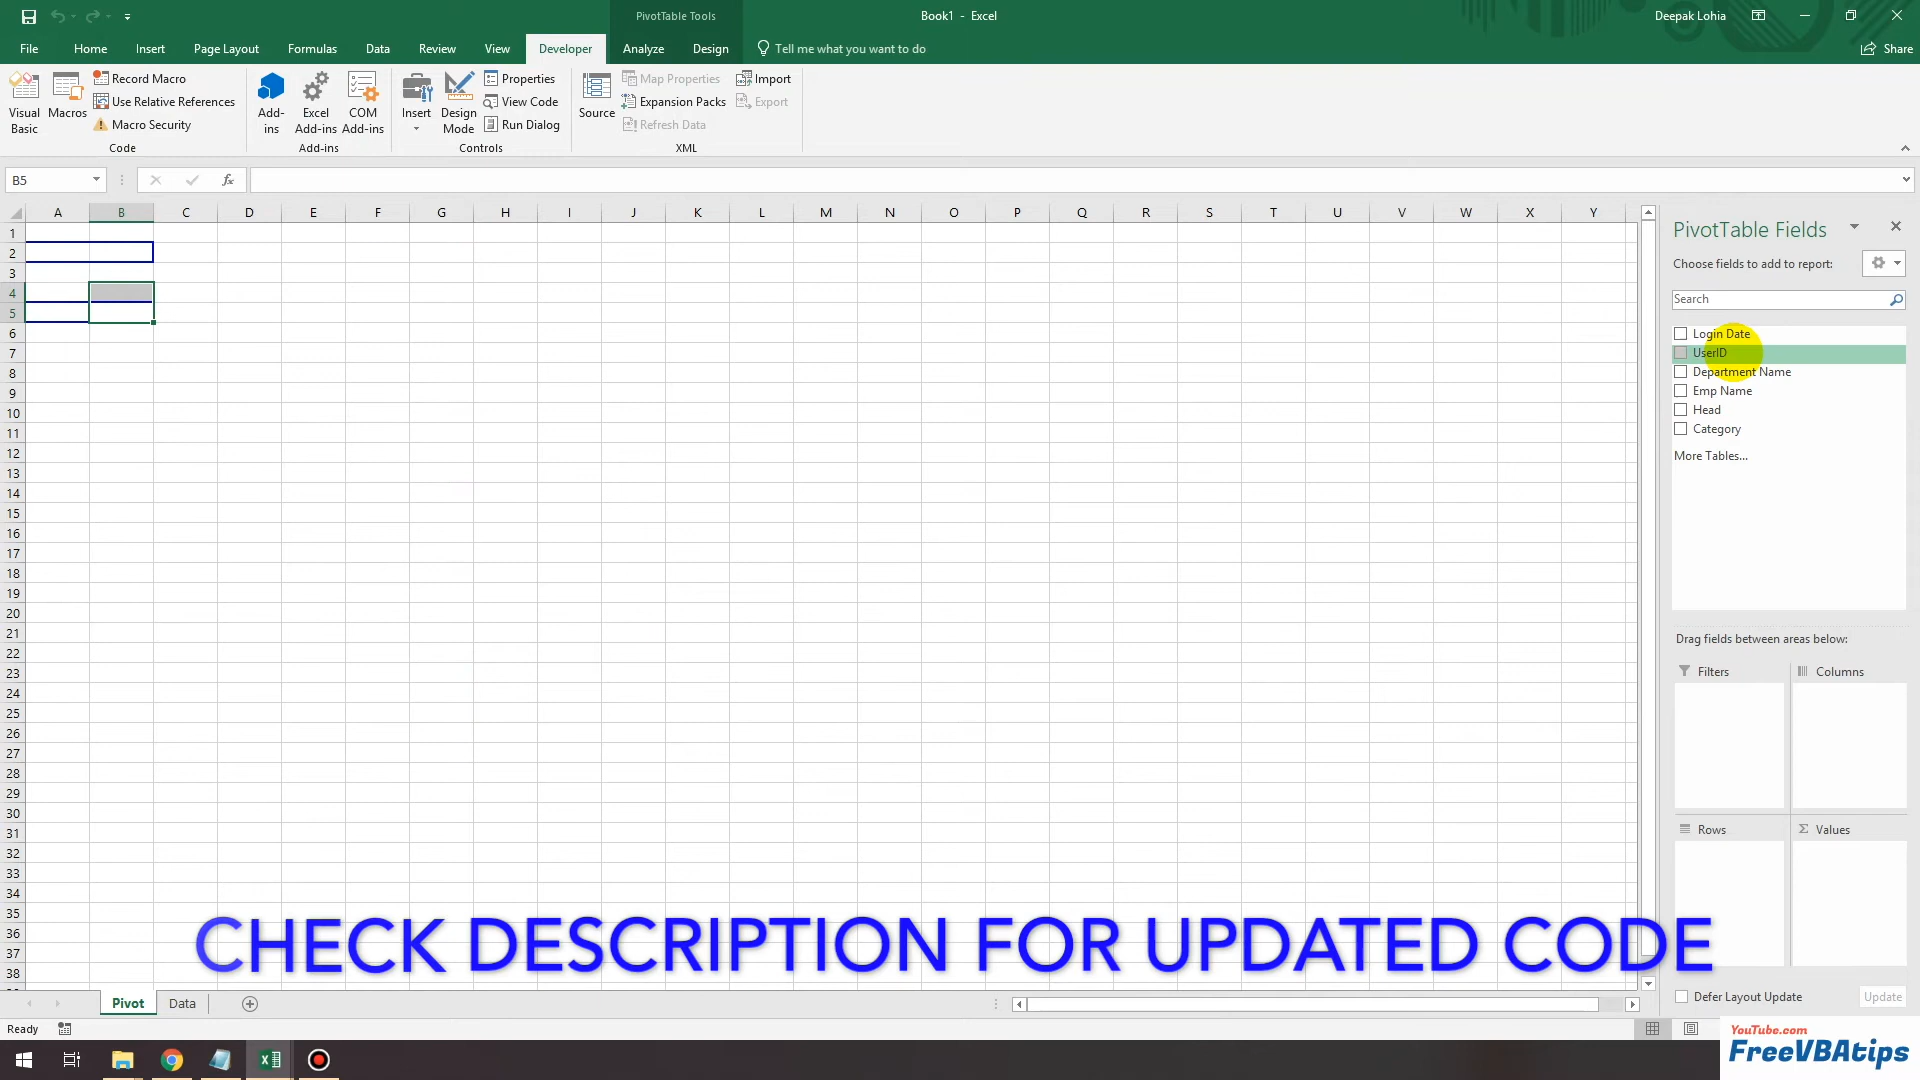 PivotTable Tools
Book1 - Excel
Deepak Lohia
File Home Insert Page Layout Formulas Data Review View Developer Analyze Design Tell me what you want to do Share
Visual Basic
Macros
Record Macro
Use Relative References
Macro Security
Code
Add-ins
Excel Add-ins
COM Add-ins
Add-ins
Insert
Design Mode
Properties
View Code
Run Dialog
Controls
Source
Map Properties
Expansion Packs
Refresh Data
Import
Export
XML
B5
fx
A B C D E F G H I J K L M N O P Q R S T U V W X Y
1
2
3
4
5
6
7
8
9
10
11
12
13
14
15
16
17
18
19
20
21
22
23
24
25
26
27
28
29
30
31
32
33
34
35
36
37
38
PivotTable Fields
Choose fields to add to report:
Search
Login Date
UserID
Department Name
Emp Name
Head
Category
More Tables...
Drag fields between areas below:
Filters
Columns
Rows
Σ Values
Defer Layout Update
Update
CHECK DESCRIPTION FOR UPDATED CODE
Pivot Data
Ready
YouTube.com
FreeVBAtips